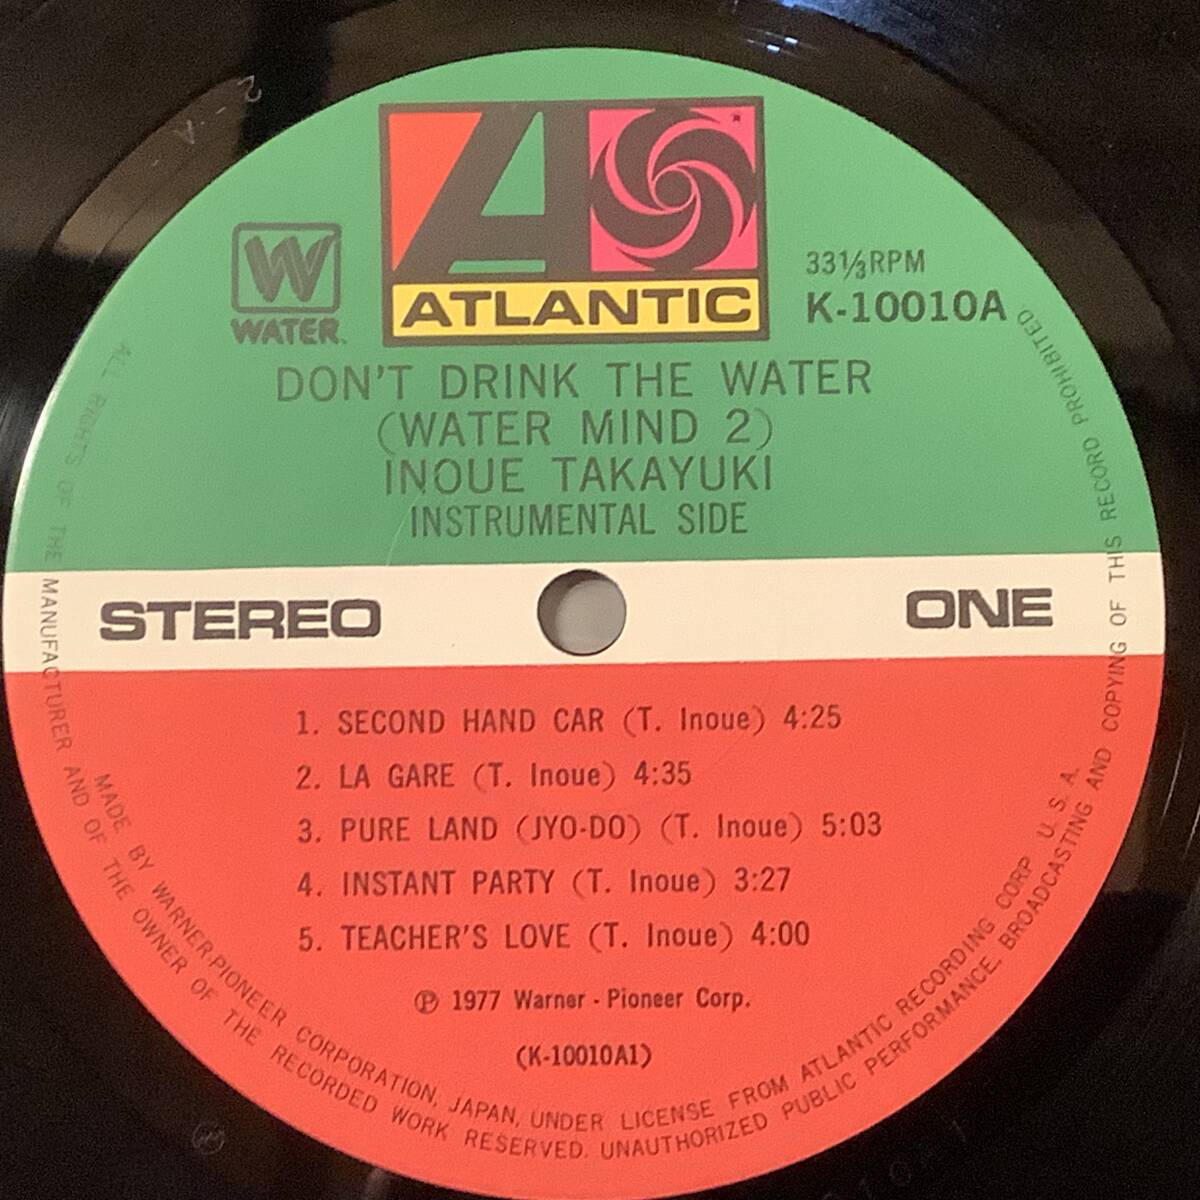 ATLANTIC
W
WATER.
33⅓RPM
K-10010A
DON'T DRINK THE WATER
(WATER MIND 2)
INOUE TAKAYUKI
INSTRUMENTAL SIDE
STEREO
ONE
1. SECOND HAND CAR (T. Inoue) 4:25
2. LA GARE (T. Inoue) 4:35
3. PURE LAND (JYO-DO) (T. Inoue) 5:03
4. INSTANT PARTY (T. Inoue) 3:27
5. TEACHER'S LOVE (T. Inoue) 4:00
℗ 1977 Warner - Pioneer Corp.
(K-10010A1)
MADE BY WARNER-PIONEER CORPORATION, JAPAN, UNDER LICENSE FROM ATLANTIC RECORDING CORP. U. S. A.
ALL RIGHTS OF THE MANUFACTURER AND OF THE OWNER OF THE RECORDED WORK RESERVED. UNAUTHORIZED PUBLIC PERFORMANCE, BROADCASTING AND COPYING OF THIS RECORD PROHIBITED.